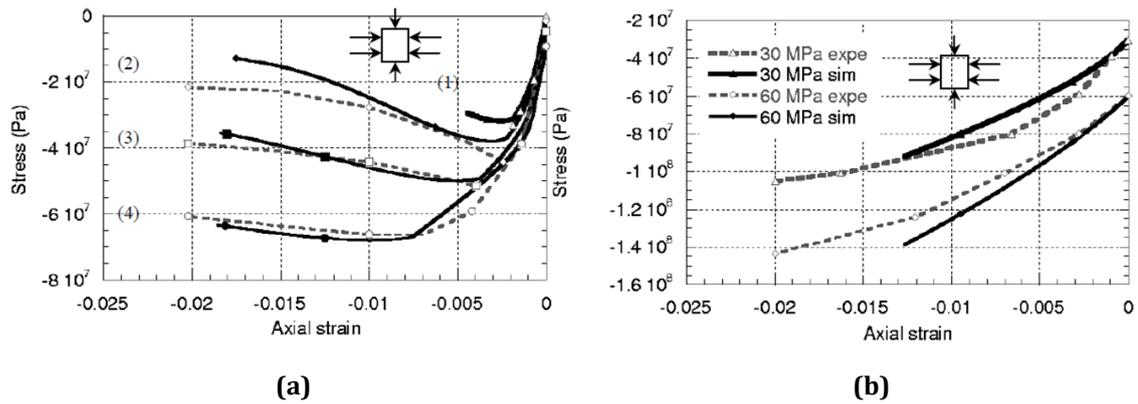 0
-2 10⁷
-4 10⁷
-6 10⁷
-8 10⁷
Stress (Pa)
(1)
(2)
(3)
(4)
-0.025 -0.02 -0.015 -0.01 -0.005 0
Axial strain
(a)
-2 10⁷
-4 10⁷
-6 10⁷
-8 10⁷
-1 10⁸
-1.2 10⁸
-1.4 10⁸
-1.6 10⁸
Stress (Pa)
30 MPa expe
30 MPa sim
60 MPa expe
60 MPa sim
-0.025 -0.02 -0.015 -0.01 -0.005 0
Axial strain
(b)